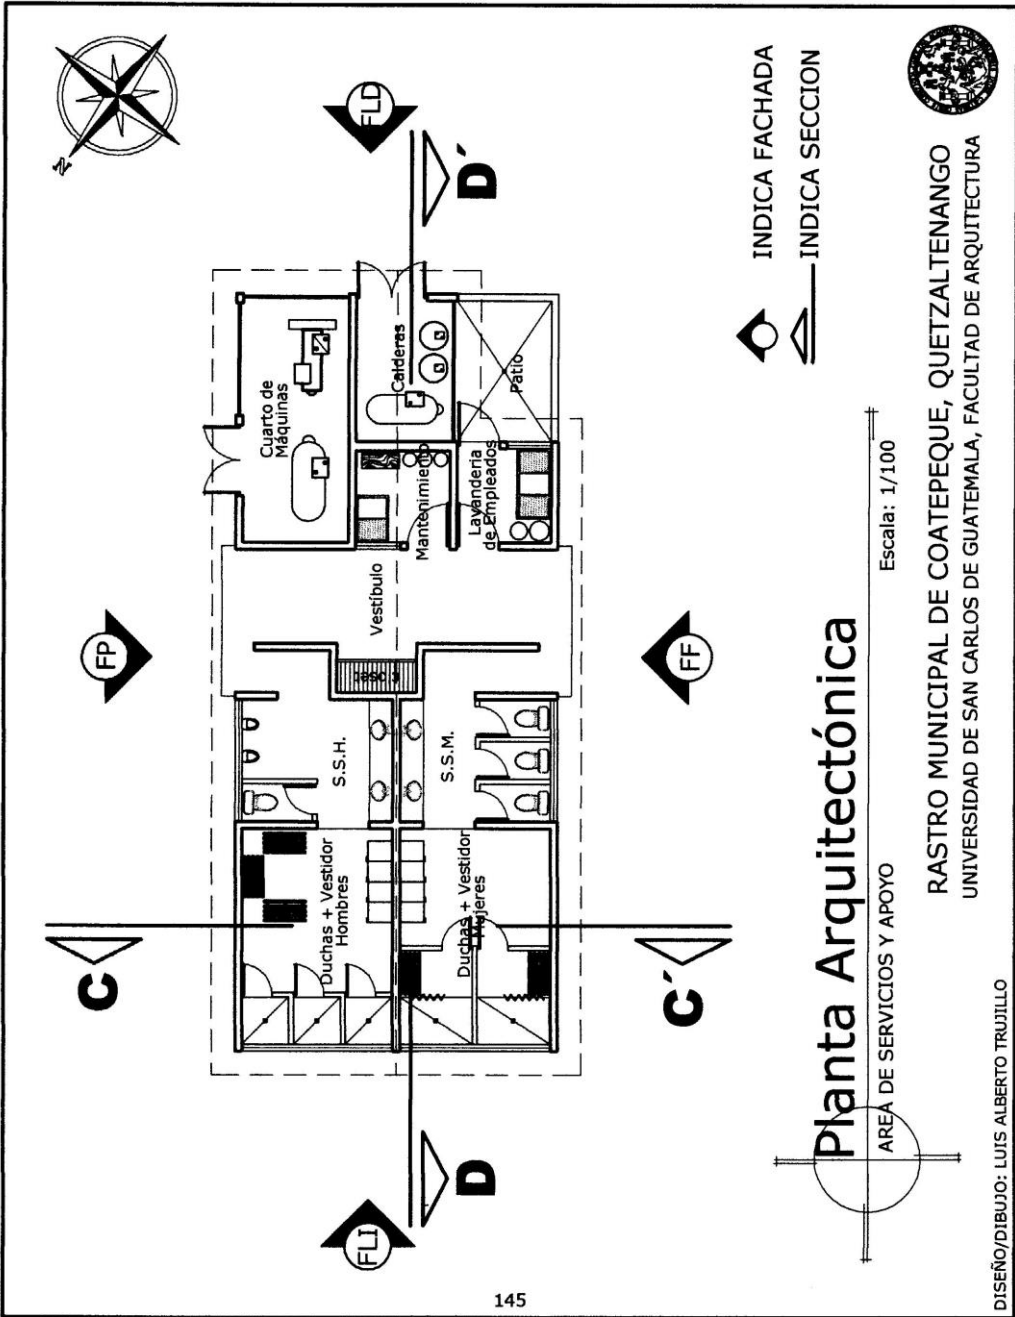 N
FLD
D´
FP
Cuarto de
Máquinas
Calderas
Patio
Mantenimiento
Lavandería
de Empleados
Vestíbulo
FF
S.S.H.
S.S.M.
C
Duchas + Vestidor
Hombres
Duchas + Vestidor
Mujeres
C´
D
FLI
INDICA FACHADA
INDICA SECCION
Planta Arquitectónica
AREA DE SERVICIOS Y APOYO
Escala: 1/100
RASTRO MUNICIPAL DE COATEPEQUE, QUETZALTENANGO
UNIVERSIDAD DE SAN CARLOS DE GUATEMALA, FACULTAD DE ARQUITECTURA
DISEÑO/DIBUJO: LUIS ALBERTO TRUJILLO
145